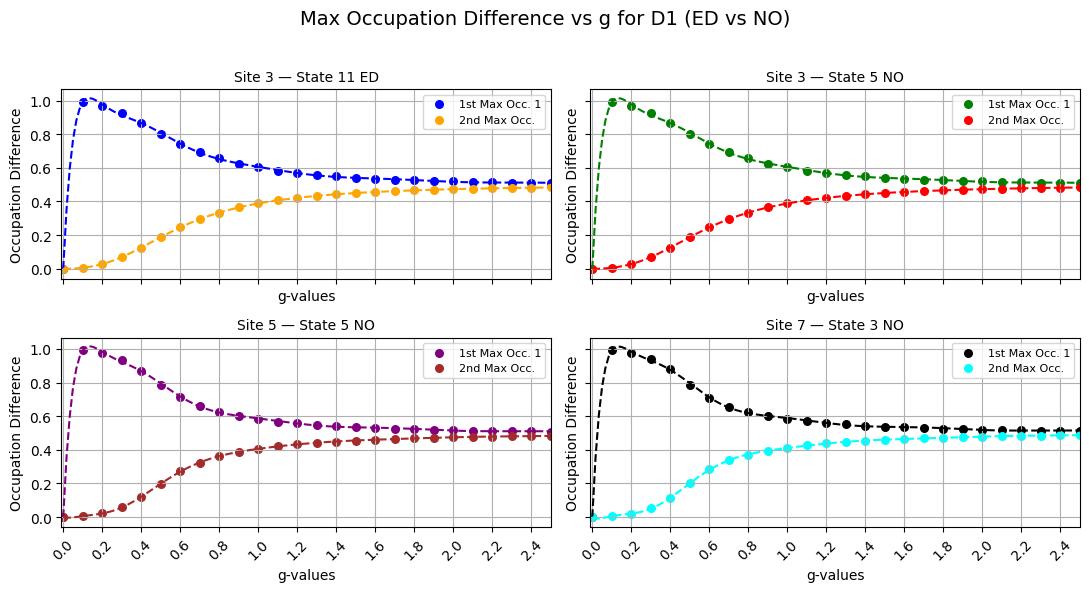 Max Occupation Difference vs g for D1 (ED vs NO)
Site 3 — State 11 ED
Occupation Difference
1.0
0.8
0.6
0.4
0.2
0.0
1st Max Occ. 1
2nd Max Occ.
g-values
Site 3 — State 5 NO
Occupation Difference
1st Max Occ. 1
2nd Max Occ.
g-values
Site 5 — State 5 NO
Occupation Difference
1.0
0.8
0.6
0.4
0.2
0.0
1st Max Occ. 1
2nd Max Occ.
0.0 0.2 0.4 0.6 0.8 1.0 1.2 1.4 1.6 1.8 2.0 2.2 2.4
g-values
Site 7 — State 3 NO
Occupation Difference
1st Max Occ. 1
2nd Max Occ.
0.0 0.2 0.4 0.6 0.8 1.0 1.2 1.4 1.6 1.8 2.0 2.2 2.4
g-values